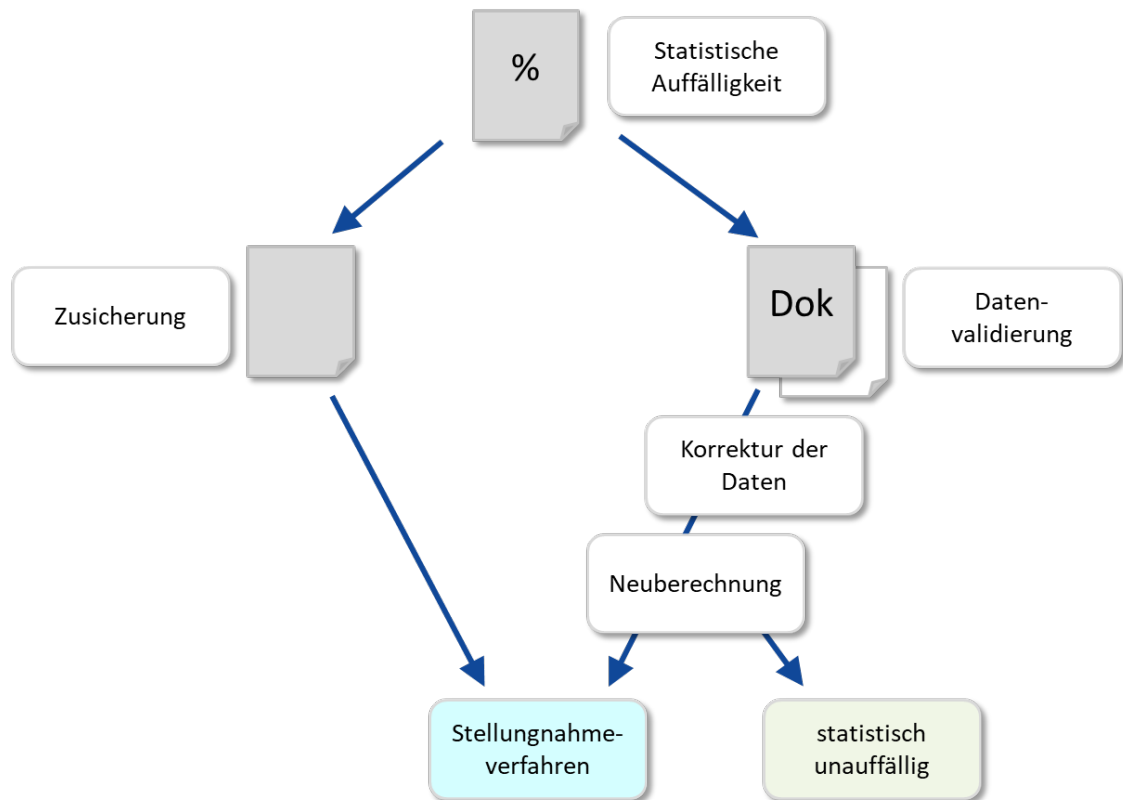 %
Statistische
Auffälligkeit
Zusicherung
Dok
Daten-
validierung
Korrektur der
Daten
Neuberechnung
Stellungnahme-
verfahren
statistisch
unauffällig